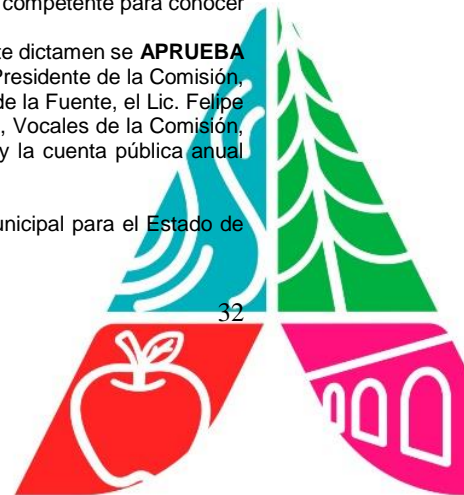 competente para conocer
te dictamen se APRUEBA
Presidente de la Comisión,
de la Fuente, el Lic. Felipe
, Vocales de la Comisión,
y la cuenta pública anual
unicipal para el Estado de
32